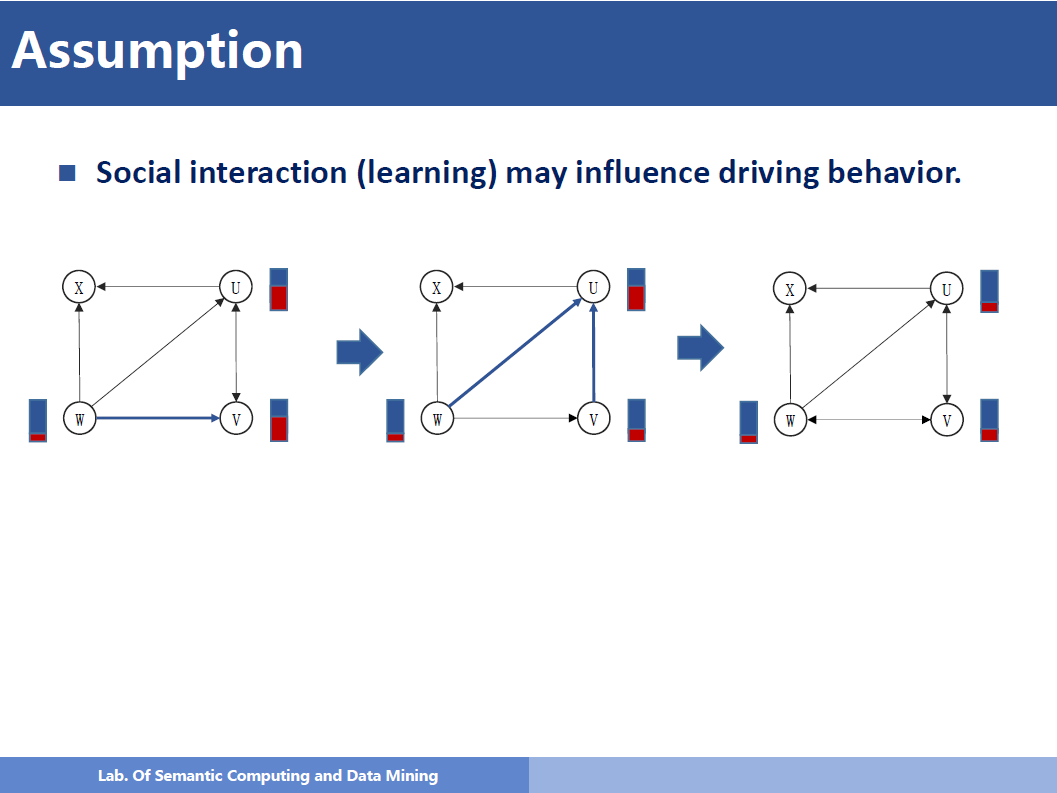 Assumption
Social interaction (learning) may influence driving behavior.
X U X U X U
W V W V W V
Lab. Of Semantic Computing and Data Mining